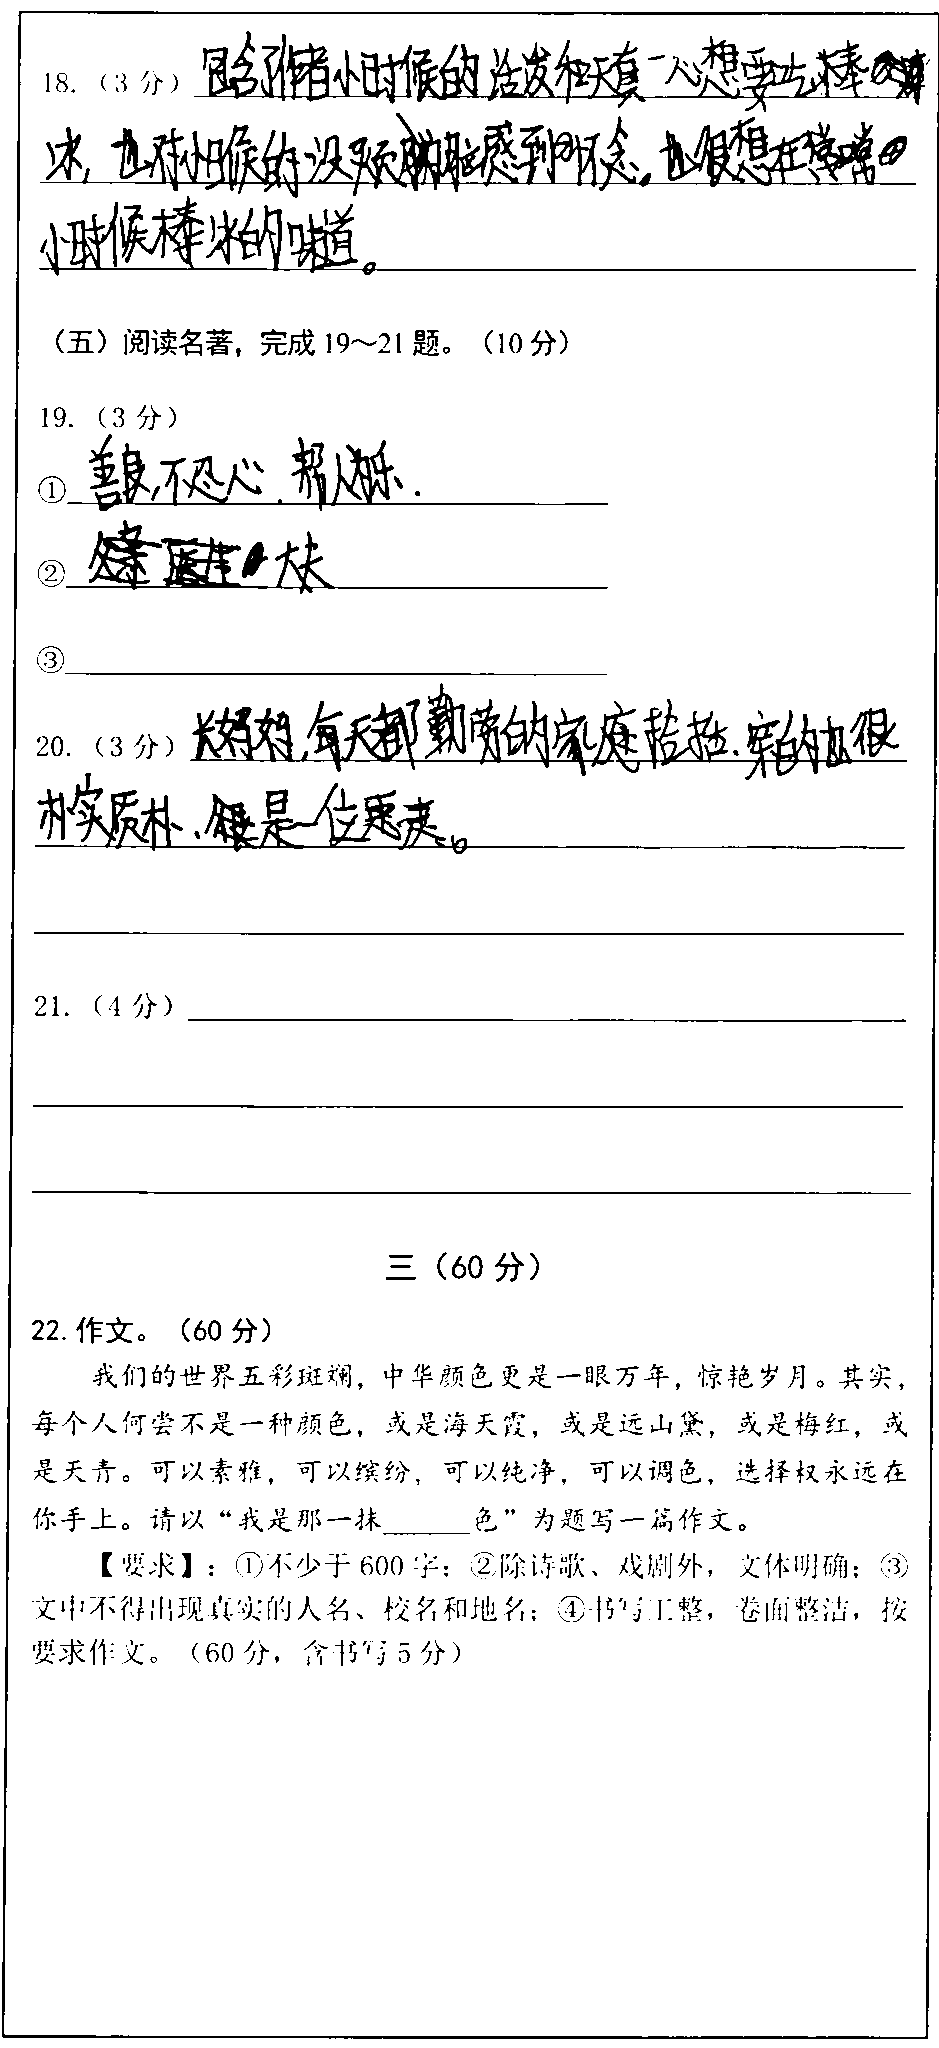 18.（3 分）包含了作者小时候的活发和天真一心想要吃棒
冰，也对小时候的没烦恼感到怀念。也很想在尝尝
小时候棒冰的味道。
（五）阅读名著，完成 19～21 题。（10 分）
19.（3 分）
①善良，不忍心、帮人为乐.
② 大夫
③
20.（3 分）长妈妈，每天都勤劳的家庭 ，穿的也很
朴实质朴、 是一位
21.（4 分）
三（60 分）
22. 作文。（60 分）
我们的世界五彩斑斓，中华颜色更是一眼万年，惊艳岁月。其实，
每个人何尝不是一种颜色，或是海天霞，或是远山黛，或是梅红，或
是天青。可以素雅，可以缤纷，可以纯净，可以调色，选择权永远在
你手上。请以“我是那一抹______色”为题写一篇作文。
【要求】：①不少于 600 字；②除诗歌、戏剧外，文体明确；③
文中不得出现真实的人名、校名和地名；④书写工整，卷面整洁，按
要求作文。（60 分，含书写 5 分）